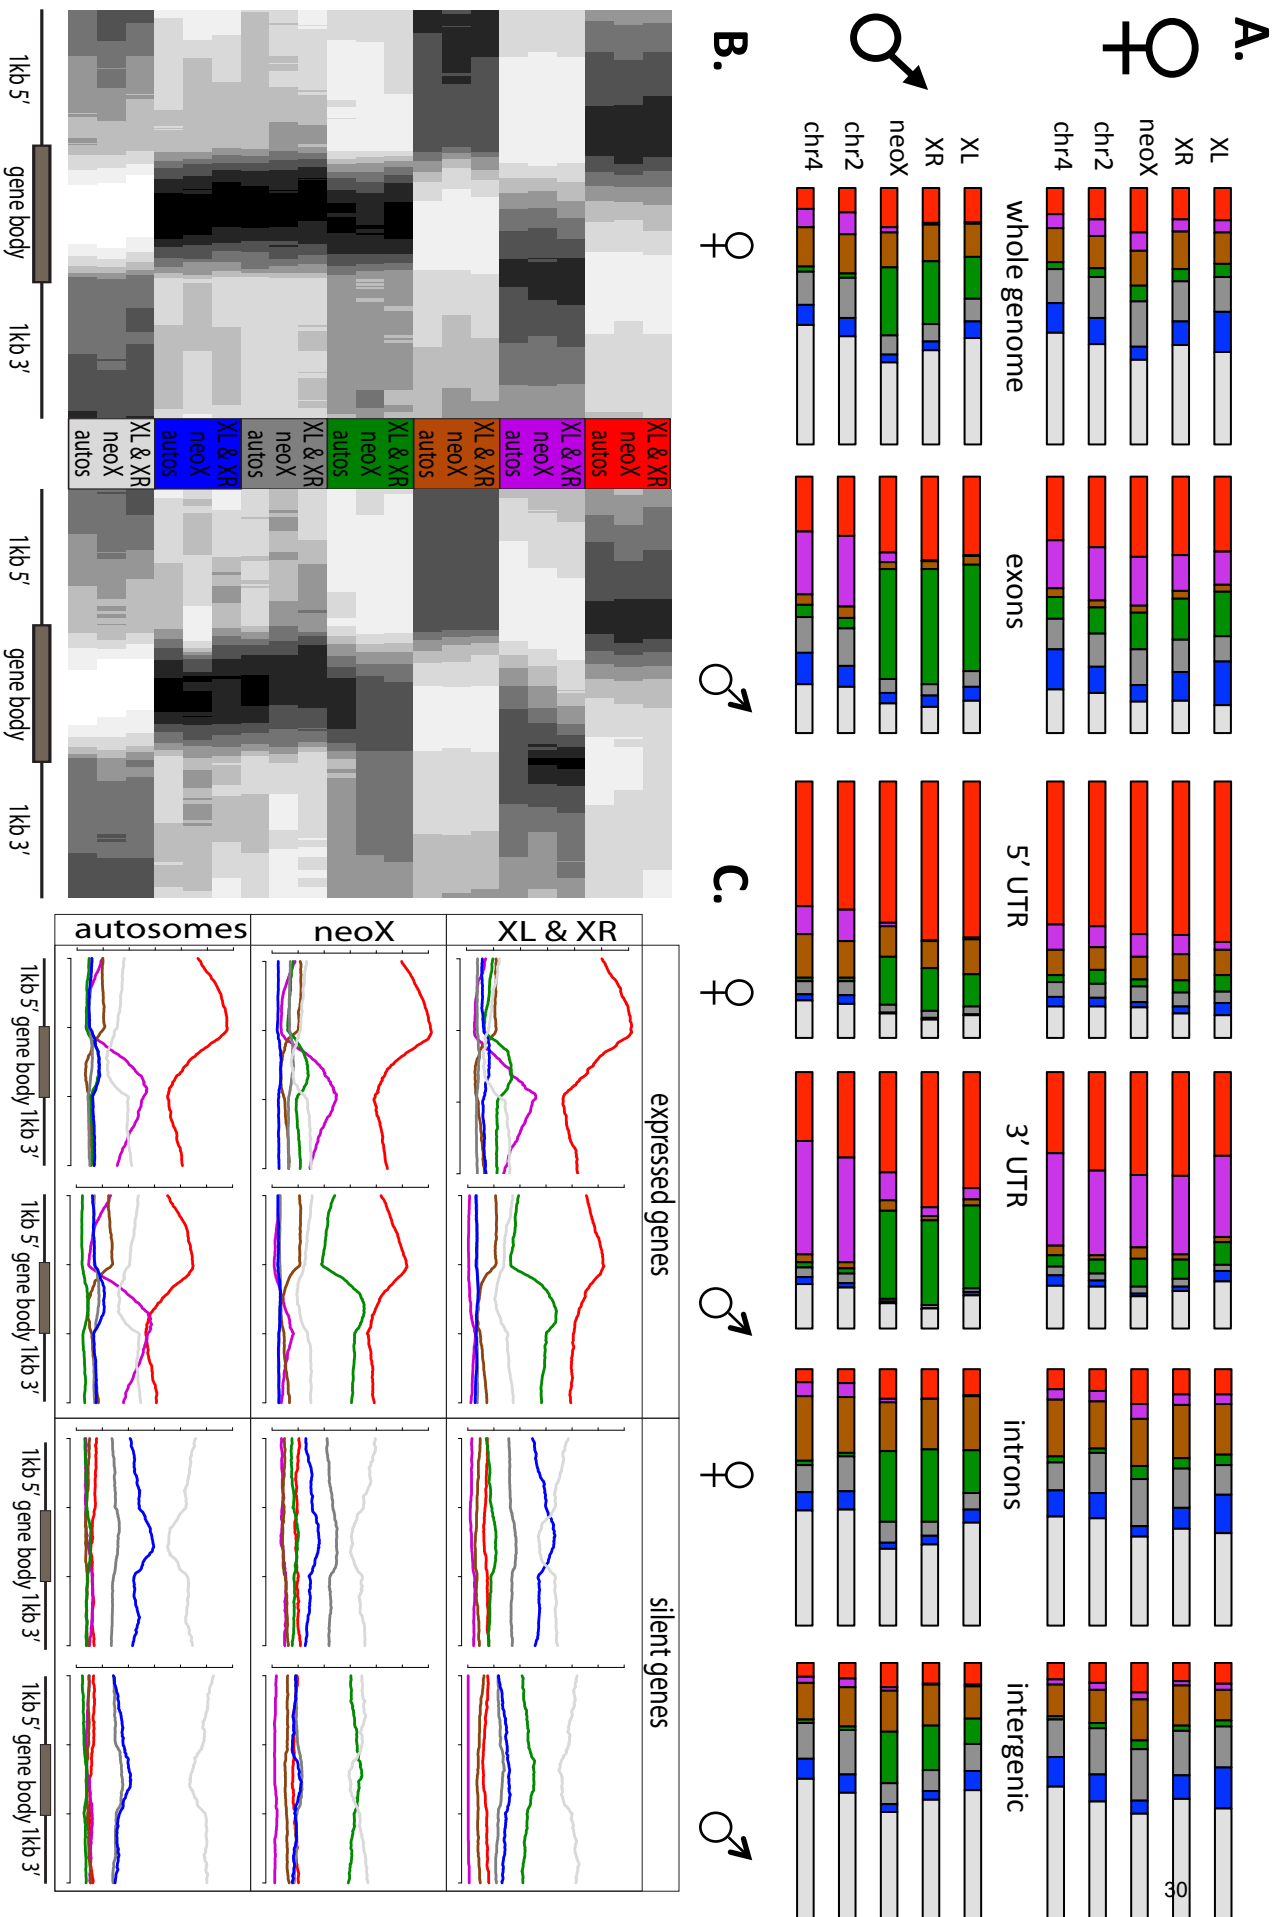 A.
whole genome
exons
5' UTR
3' UTR
introns
intergenic
XL
XR
neoX
chr2
chr4
XL
XR
neoX
chr2
chr4
B.
XL & XR
neoX
autos
XL & XR
neoX
autos
XL & XR
neoX
autos
XL & XR
neoX
autos
XL & XR
neoX
autos
XL & XR
neoX
autos
XL & XR
neoX
autos
1kb 5' gene body 1kb 3'
1kb 5' gene body 1kb 3'
C.
expressed genes
silent genes
XL & XR
neoX
autosomes
1kb 5' gene body 1kb 3'
1kb 5' gene body 1kb 3'
1kb 5' gene body 1kb 3'
1kb 5' gene body 1kb 3'
30